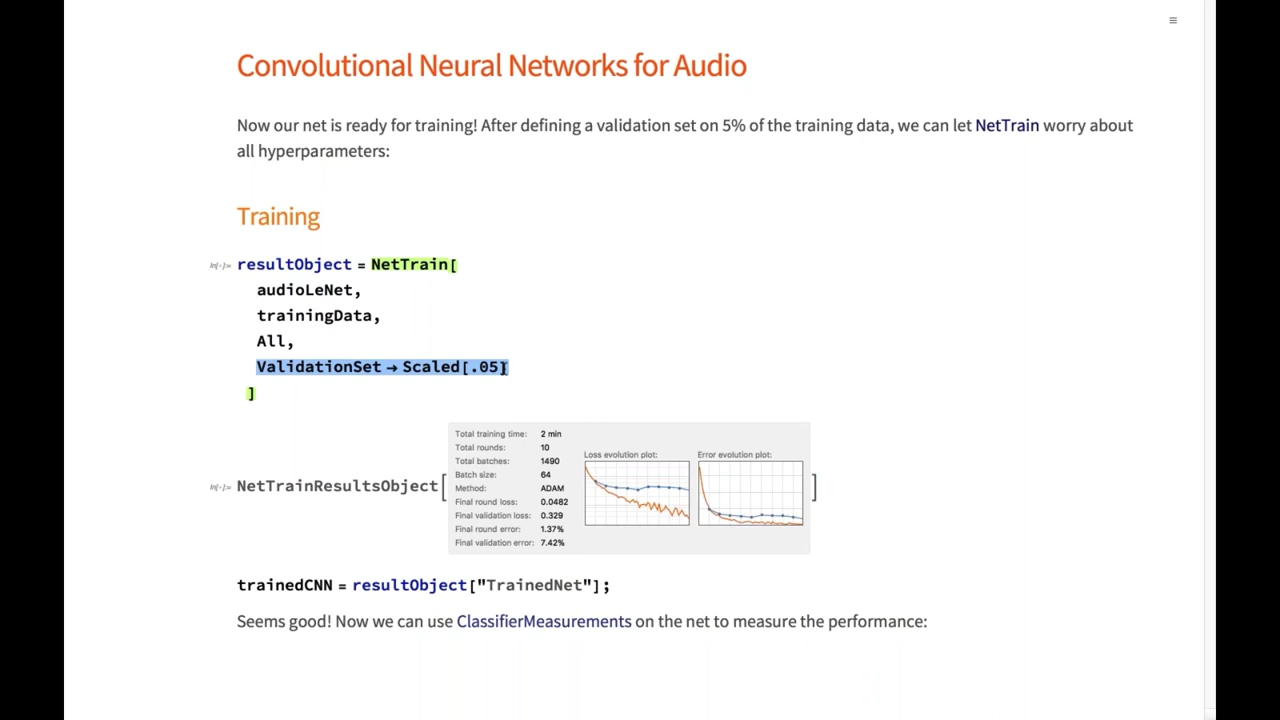 ≡
Convolutional Neural Networks for Audio
Now our net is ready for training! After defining a validation set on 5% of the training data, we can let NetTrain worry about
all hyperparameters:
Training
In[•]:= resultObject = NetTrain[
audioLeNet,
trainingData,
All,
ValidationSet → Scaled[.05]
]
In[•]:= NetTrainResultsObject[
Total training time: 2 min
Total rounds: 10
Total batches: 1490
Batch size: 64
Method: ADAM
Final round loss: 0.0482
Final validation loss: 0.329
Final round error: 1.37%
Final validation error: 7.42%
Loss evolution plot:
Error evolution plot:
]
trainedCNN = resultObject["TrainedNet"];
Seems good! Now we can use ClassifierMeasurements on the net to measure the performance: